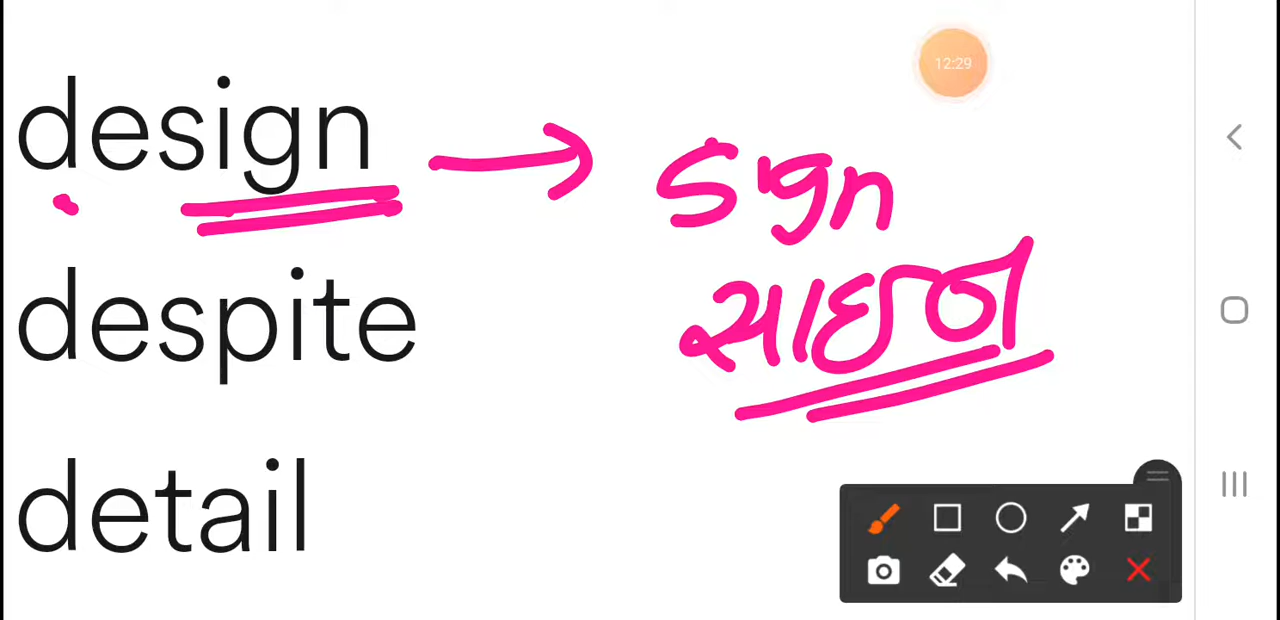 12:29
design → sign
સાઇન
despite
detail